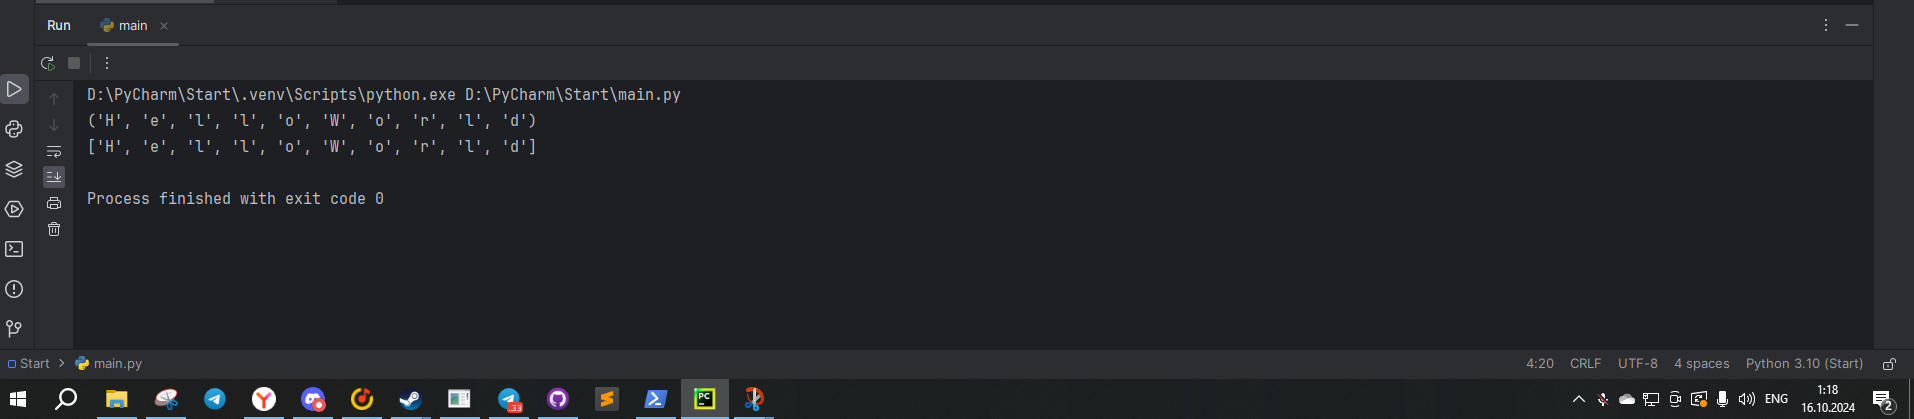 Run main
D:\PyCharm\Start\.venv\Scripts\python.exe D:\PyCharm\Start\main.py
('H', 'e', 'l', 'l', 'o', 'W', 'o', 'r', 'l', 'd')
['H', 'e', 'l', 'l', 'o', 'W', 'o', 'r', 'l', 'd']
Process finished with exit code 0
Start > main.py 4:20 CRLF UTF-8 4 spaces Python 3.10 (Start)
33 PC ENG 1:18
16.10.2024 2